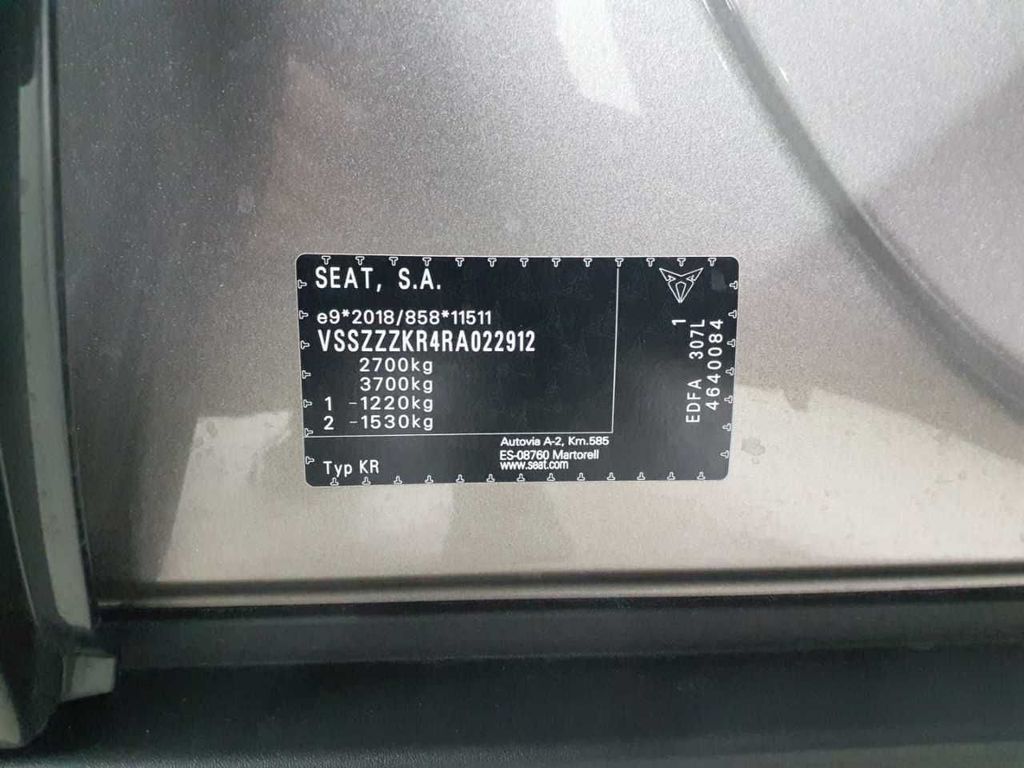 SEAT, S.A.
e9*2018/858*11511
VSSZZZKR4RA022912
2700kg
3700kg
1 -1220kg
2 -1530kg
Typ KR
Autovia A-2, Km.585
ES-08760 Martorell
www.seat.com
1
EDFA 307L
4640084